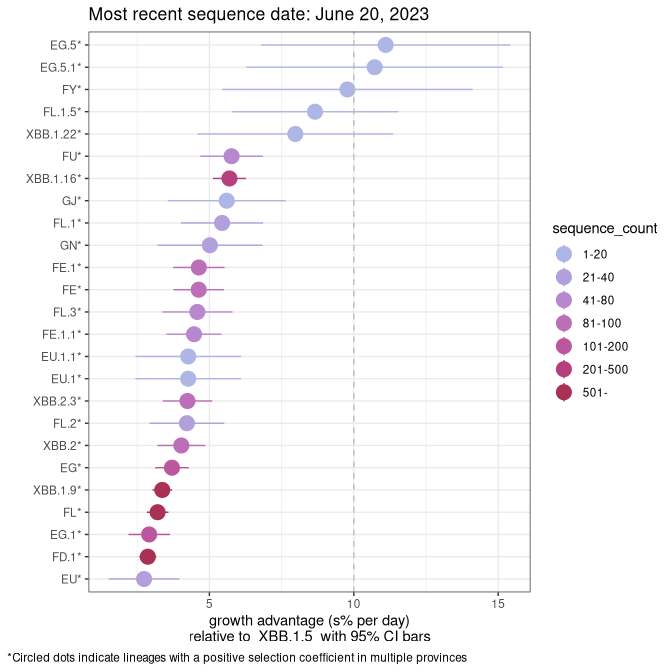 Most recent sequence date: June 20, 2023
EG.5*
EG.5.1*
FY*
FL.1.5*
XBB.1.22*
FU*
XBB.1.16*
GJ*
FL.1*
GN*
FE.1*
FE*
FL.3*
FE.1.1*
EU.1.1*
EU.1*
XBB.2.3*
FL.2*
XBB.2*
EG*
XBB.1.9*
FL*
EG.1*
FD.1*
EU*
5 10 15
growth advantage (s% per day)
relative to XBB.1.5 with 95% CI bars
sequence_count
1-20
21-40
41-80
81-100
101-200
201-500
501-
*Circled dots indicate lineages with a positive selection coefficient in multiple provinces